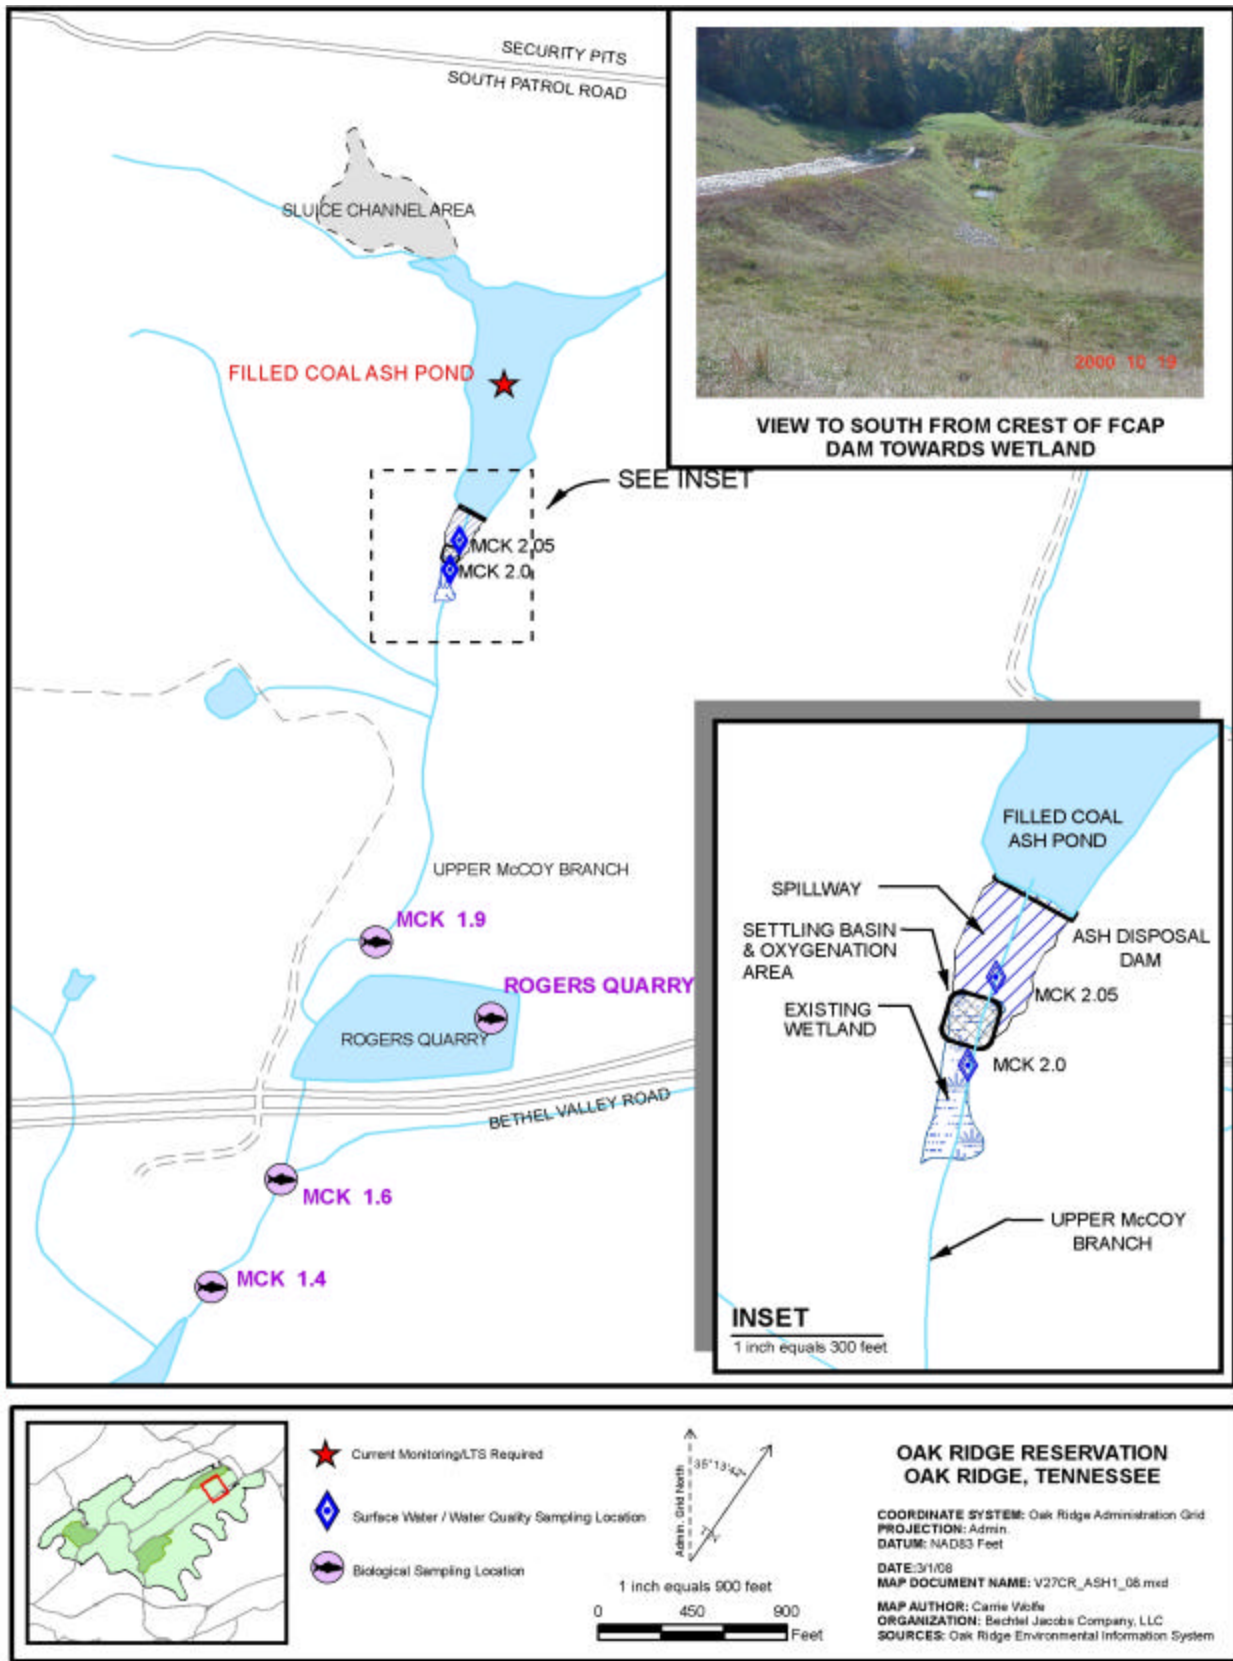 SECURITY PITS
SOUTH PATROL ROAD
SLUICE CHANNEL AREA
FILLED COAL ASH POND
SEE INSET
MCK 2.05
MCK 2.0
2000 10 19
VIEW TO SOUTH FROM CREST OF FCAP
DAM TOWARDS WETLAND
UPPER McCOY BRANCH
MCK 1.9
ROGERS QUARRY
ROGERS QUARRY
BETHEL VALLEY ROAD
MCK 1.6
MCK 1.4
FILLED COAL
ASH POND
SPILLWAY
SETTLING BASIN
& OXYGENATION
AREA
ASH DISPOSAL
DAM
MCK 2.05
EXISTING
WETLAND
MCK 2.0
UPPER McCOY
BRANCH
INSET
1 inch equals 300 feet
Current Monitoring/LTS Required
Surface Water / Water Quality Sampling Location
Biological Sampling Location
Admin. Grid North
35°13'42"
1 inch equals 900 feet
0 450 900
Feet
OAK RIDGE RESERVATION
OAK RIDGE, TENNESSEE
COORDINATE SYSTEM: Oak Ridge Administration Grid
PROJECTION: Admin.
DATUM: NAD83 Feet
DATE:3/1/08
MAP DOCUMENT NAME: V27CR_ASH1_08.mxd
MAP AUTHOR: Carrie Wolfe
ORGANIZATION: Bechtel Jacobs Company, LLC
SOURCES: Oak Ridge Environmental Information System